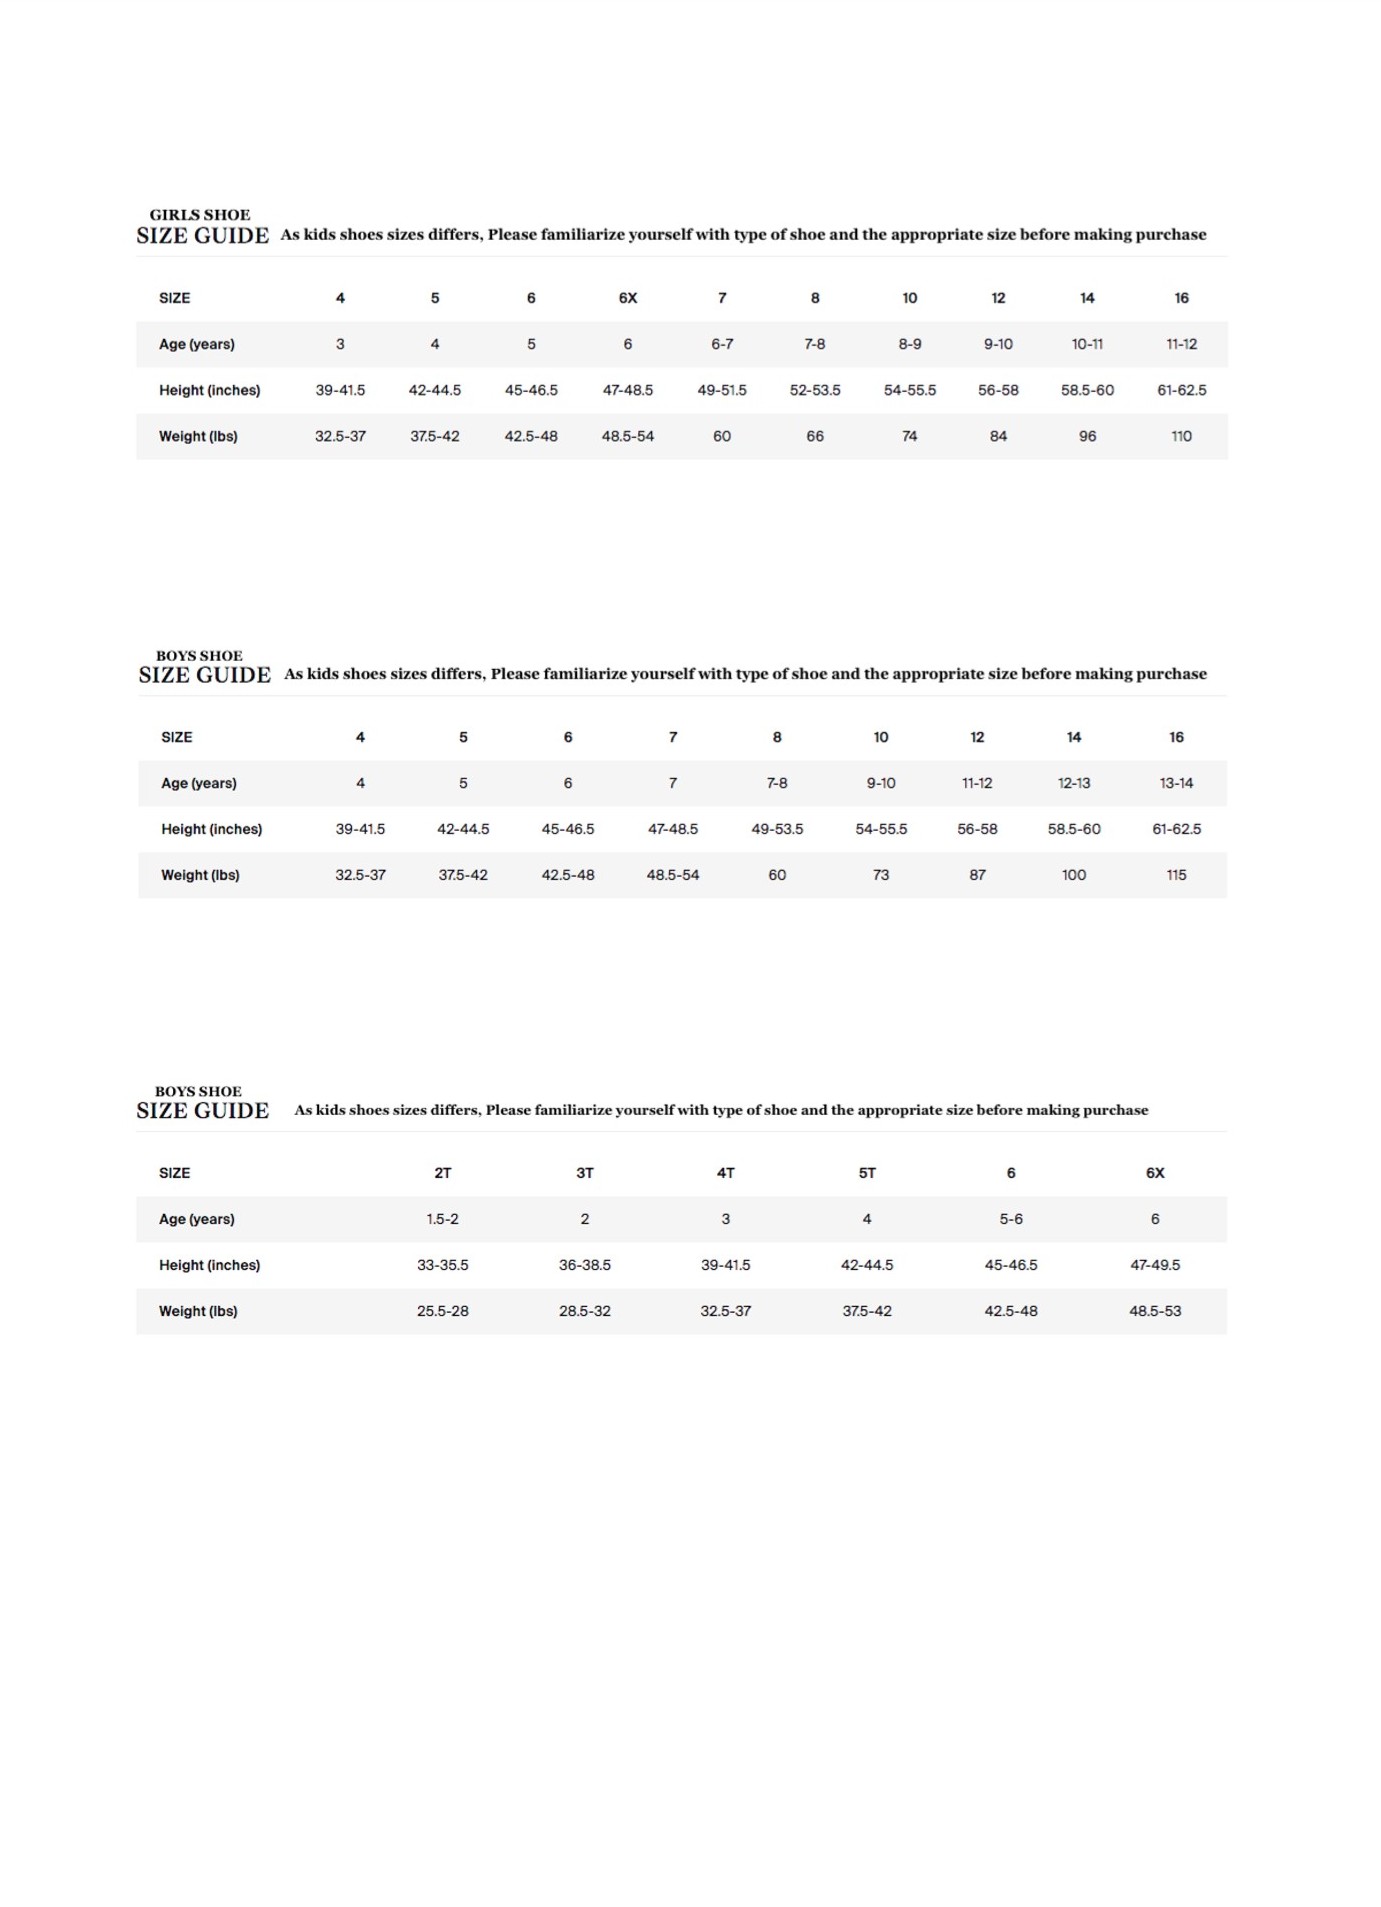 GIRLS SHOE
SIZE GUIDE As kids shoes sizes differs, Please familiarize yourself with type of shoe and the appropriate size before making purchase
SIZE 4 5 6 6X 7 8 10 12 14 16
Age (years) 3 4 5 6 6-7 7-8 8-9 9-10 10-11 11-12
Height (inches) 39-41.5 42-44.5 45-46.5 47-48.5 49-51.5 52-53.5 54-55.5 56-58 58.5-60 61-62.5
Weight (lbs) 32.5-37 37.5-42 42.5-48 48.5-54 60 66 74 84 96 110
BOYS SHOE
SIZE GUIDE As kids shoes sizes differs, Please familiarize yourself with type of shoe and the appropriate size before making purchase
SIZE 4 5 6 7 8 10 12 14 16
Age (years) 4 5 6 7 7-8 9-10 11-12 12-13 13-14
Height (inches) 39-41.5 42-44.5 45-46.5 47-48.5 49-53.5 54-55.5 56-58 58.5-60 61-62.5
Weight (lbs) 32.5-37 37.5-42 42.5-48 48.5-54 60 73 87 100 115
BOYS SHOE
SIZE GUIDE As kids shoes sizes differs, Please familiarize yourself with type of shoe and the appropriate size before making purchase
SIZE 2T 3T 4T 5T 6 6X
Age (years) 1.5-2 2 3 4 5-6 6
Height (inches) 33-35.5 36-38.5 39-41.5 42-44.5 45-46.5 47-49.5
Weight (lbs) 25.5-28 28.5-32 32.5-37 37.5-42 42.5-48 48.5-53